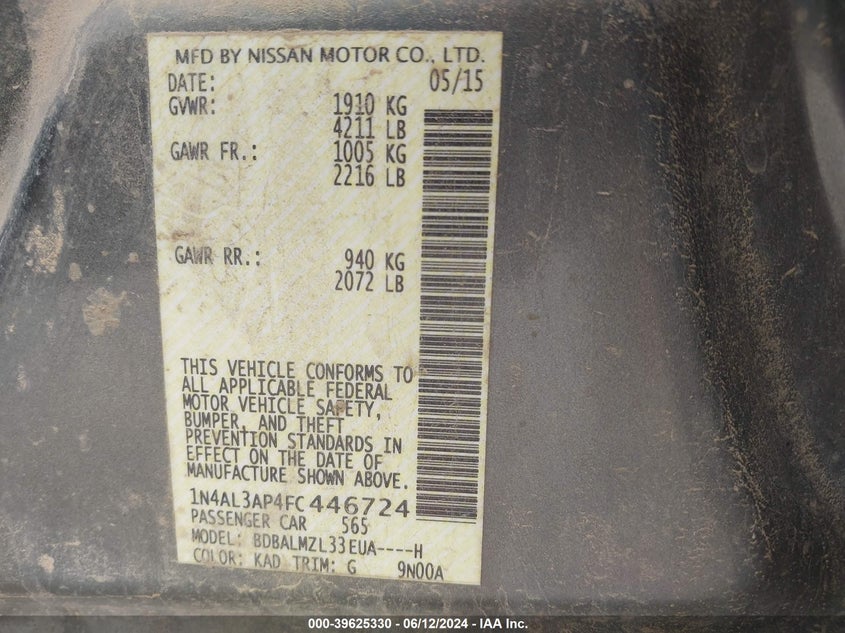 MFD BY NISSAN MOTOR CO., LTD.
DATE: 05/15
GVWR: 1910 KG
4211 LB
GAWR FR.: 1005 KG
2216 LB
GAWR RR.: 940 KG
2072 LB
THIS VEHICLE CONFORMS TO
ALL APPLICABLE FEDERAL
MOTOR VEHICLE SAFETY,
BUMPER, AND THEFT
PREVENTION STANDARDS IN
EFFECT ON THE DATE OF
MANUFACTURE SHOWN ABOVE.
1N4AL3AP4FC446724
PASSENGER CAR 565
MODEL: BDBALMZL33EUA----H
COLOR: KAD TRIM: G 9N00A
000-39625330 - 06/12/2024 - IAA Inc.